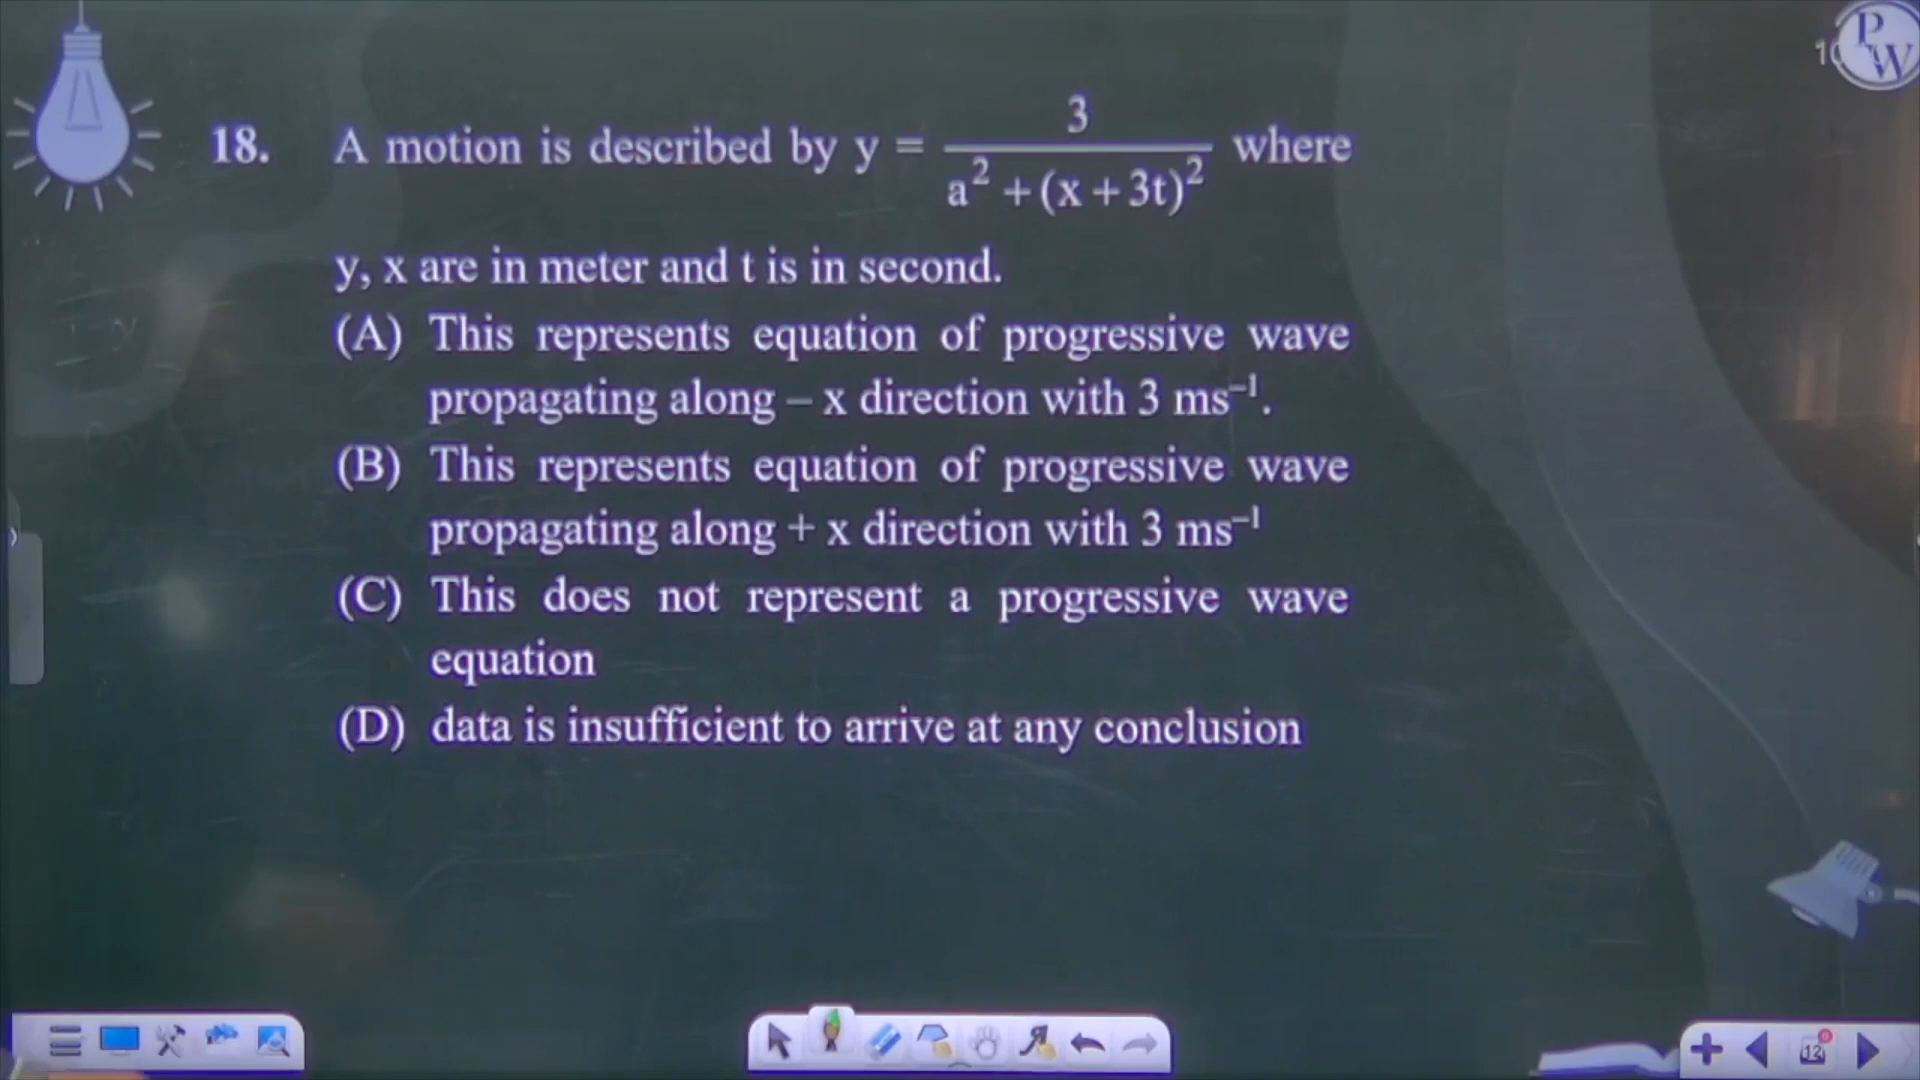 PW
10
18. A motion is described by y = 3 / (a² + (x + 3t)²) where
y, x are in meter and t is in second.
(A) This represents equation of progressive wave
propagating along – x direction with 3 ms⁻¹.
(B) This represents equation of progressive wave
propagating along + x direction with 3 ms⁻¹
(C) This does not represent a progressive wave
equation
(D) data is insufficient to arrive at any conclusion
12